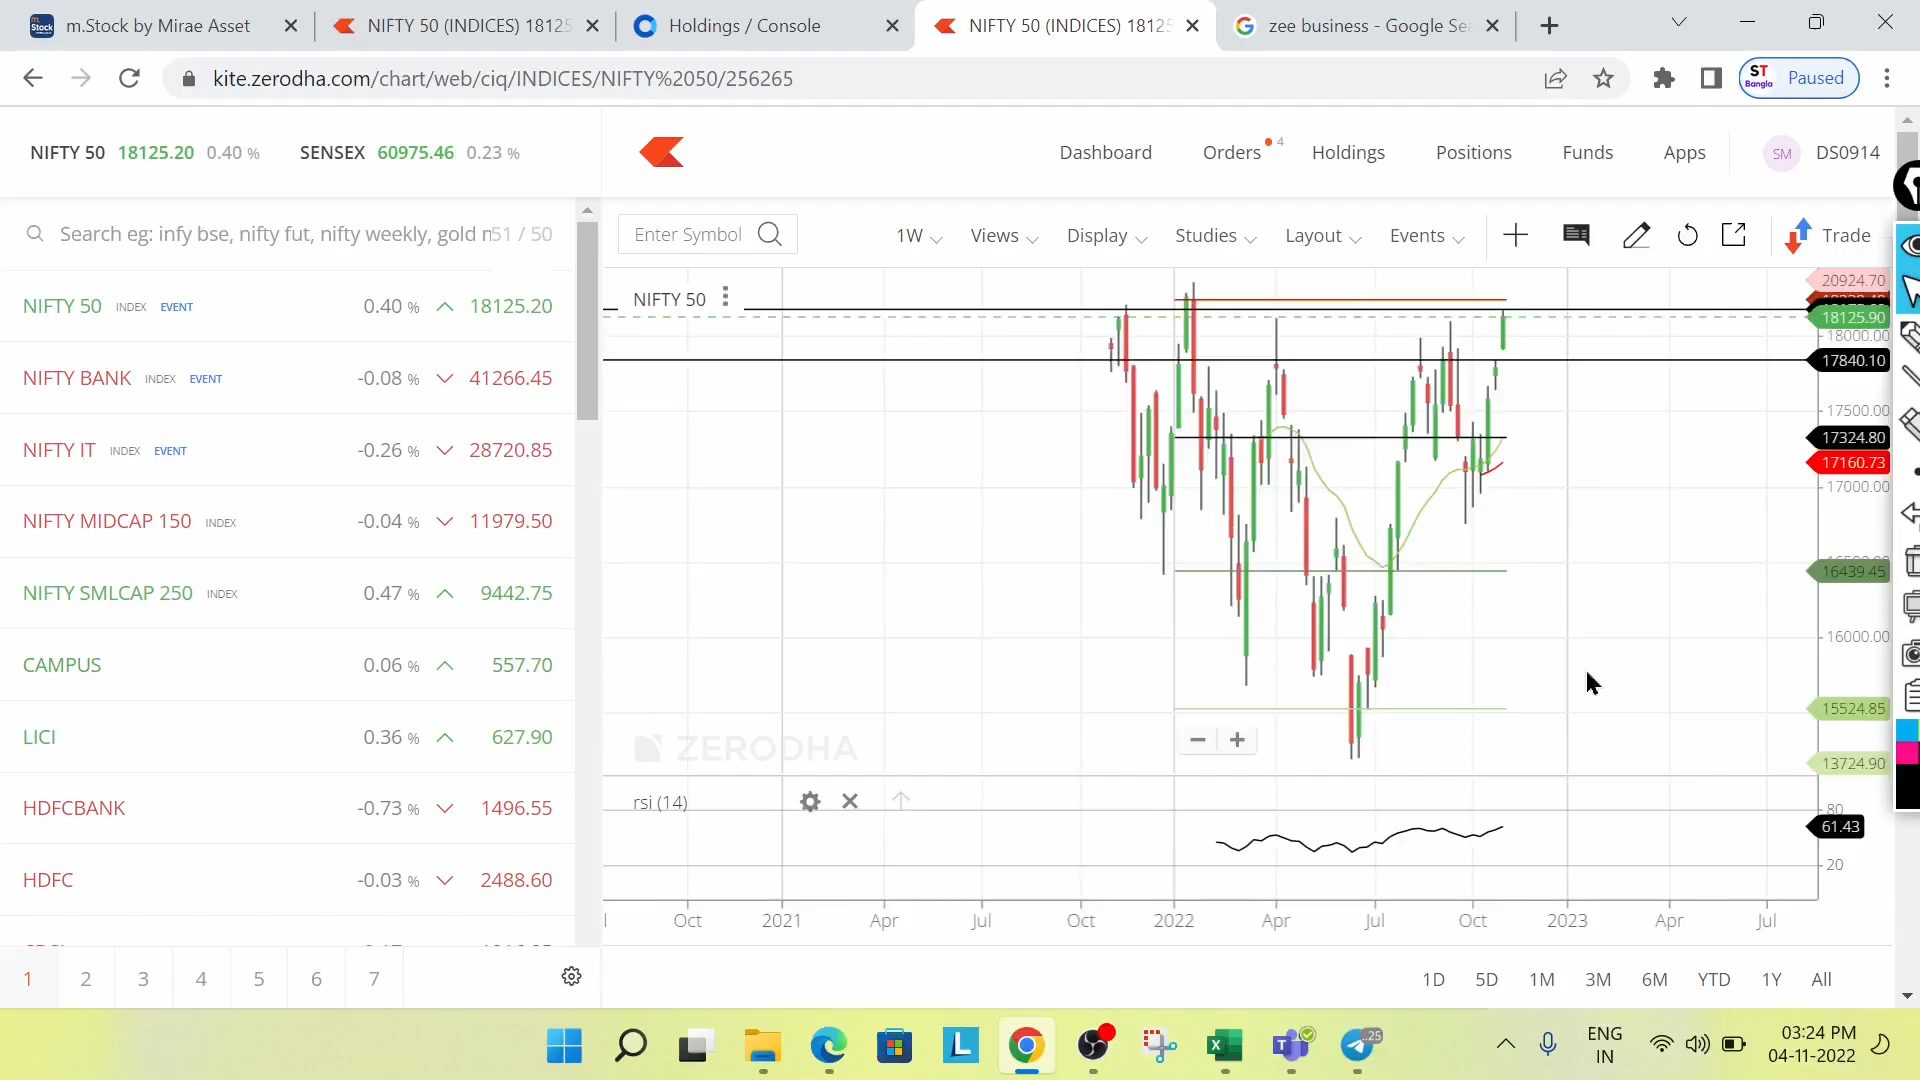 m.Stock by Mirae Asset
NIFTY 50 (INDICES) 18125
Holdings / Console
NIFTY 50 (INDICES) 18125
zee business - Google Se
kite.zerodha.com/chart/web/ciq/INDICES/NIFTY%2050/256265
ST Bangla
Paused
NIFTY 50 18125.20 0.40 %
SENSEX 60975.46 0.23 %
Dashboard
Orders 4
Holdings
Positions
Funds
Apps
SM
DS0914
Search eg: infy bse, nifty fut, nifty weekly, gold
51 / 50
Enter Symbol
1W
Views
Display
Studies
Layout
Events
Trade
NIFTY 50 INDEX EVENT 0.40 % 18125.20
NIFTY BANK INDEX EVENT -0.08 % 41266.45
NIFTY IT INDEX EVENT -0.26 % 28720.85
NIFTY MIDCAP 150 INDEX -0.04 % 11979.50
NIFTY SMLCAP 250 INDEX 0.47 % 9442.75
CAMPUS 0.06 % 557.70
LICI 0.36 % 627.90
HDFCBANK -0.73 % 1496.55
HDFC -0.03 % 2488.60
1 2 3 4 5 6 7
NIFTY 50
20924.70
18125.90
18000.00
17840.10
17500.00
17324.80
17160.73
17000.00
16439.45
16000.00
15524.85
13724.90
ZERODHA
rsi (14)
80
61.43
20
Oct 2021 Apr Jul Oct 2022 Apr Jul Oct 2023 Apr Jul
1D 5D 1M 3M 6M YTD 1Y All
25
ENG
IN
03:24 PM
04-11-2022